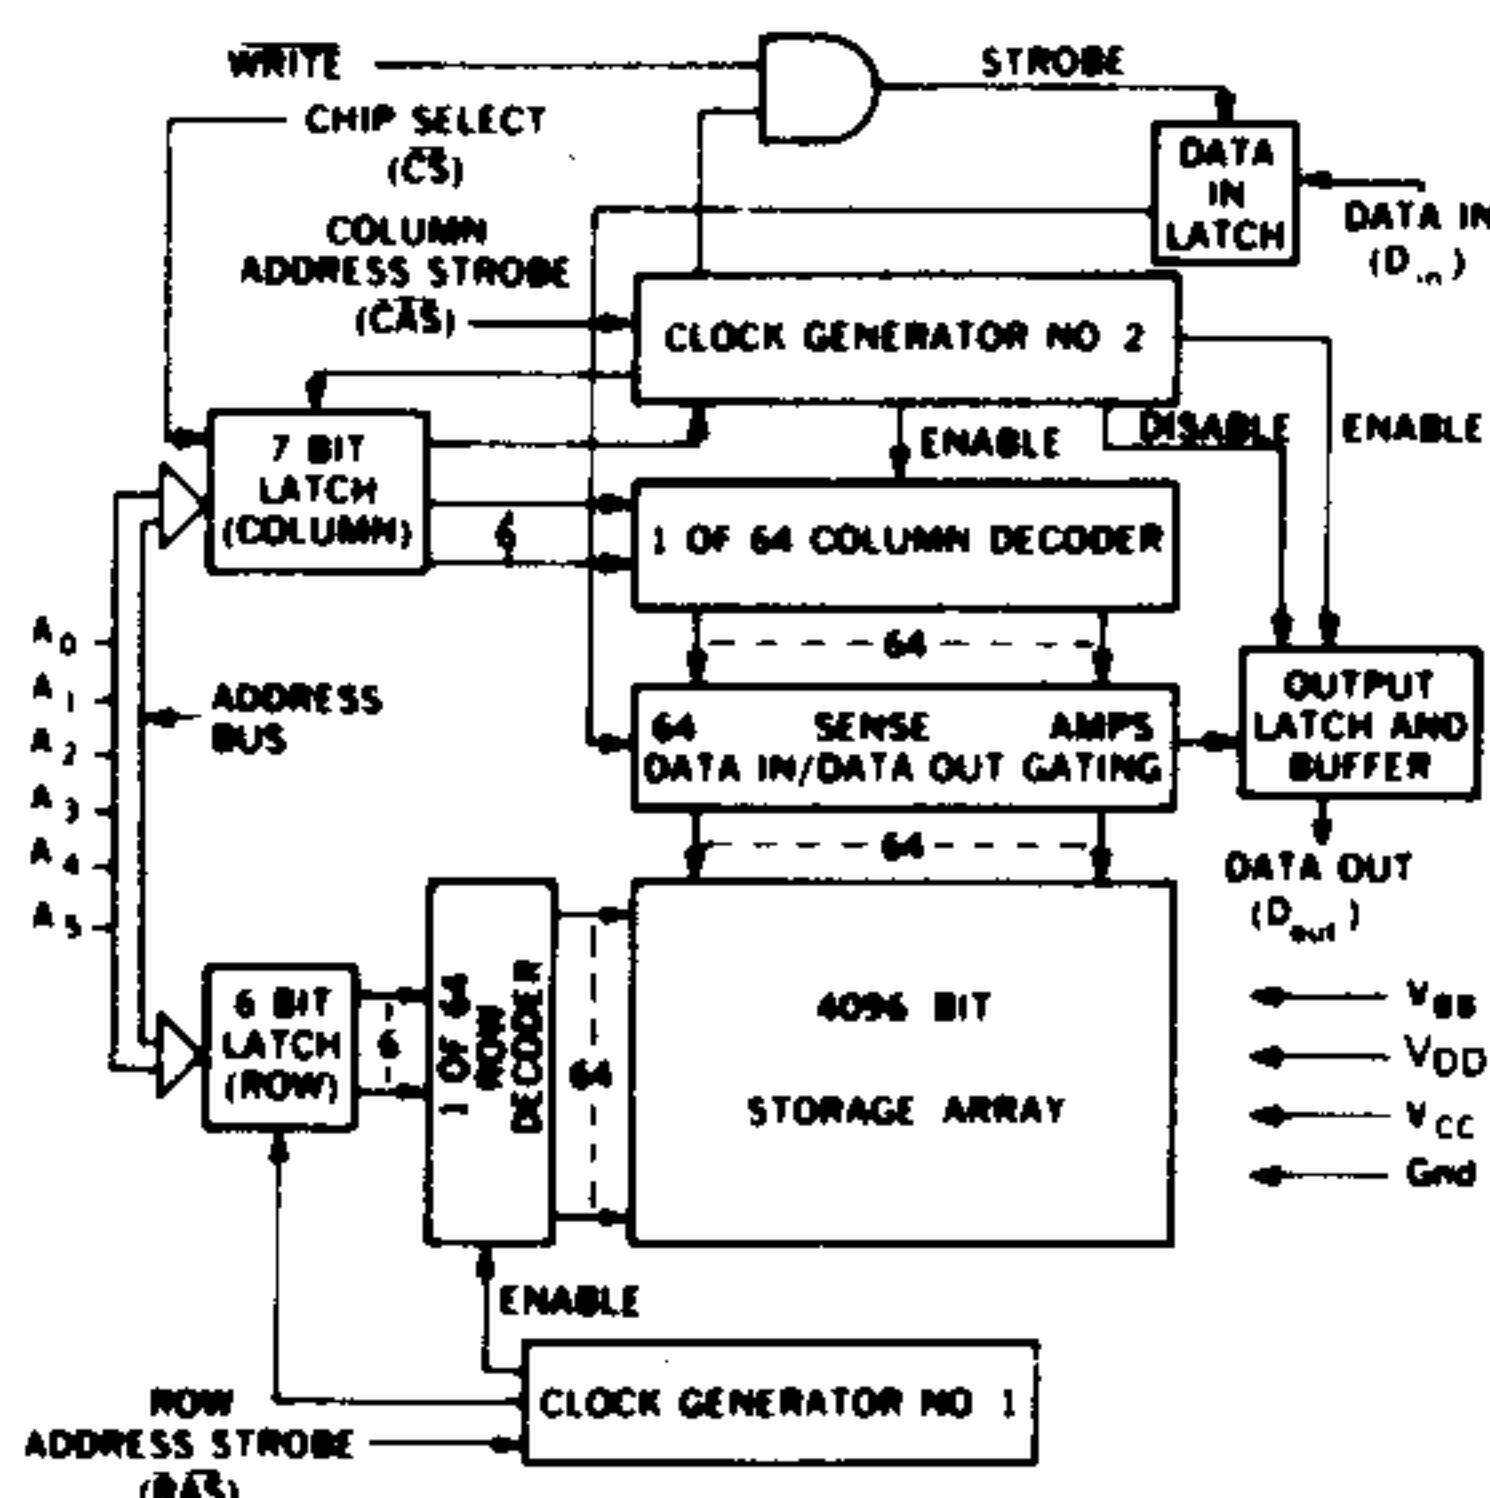 WRITE
STROBE
CHIP SELECT
(CS)
DATA
IN
LATCH
DATA IN
(D in)
COLUMN
ADDRESS STROBE
(CAS)
CLOCK GENERATOR NO 2
DISABLE
ENABLE
ENABLE
7 BIT
LATCH
(COLUMN)
6
1 OF 64 COLUMN DECODER
64
A0
A1
A2
A3
A4
A5
ADDRESS
BUS
64 SENSE AMPS
DATA IN/DATA OUT GATING
OUTPUT
LATCH AND
BUFFER
64
DATA OUT
(D out)
6 BIT
LATCH
(ROW)
6
1 OF 64
ROW
DECODER
64
4096 BIT
STORAGE ARRAY
VBB
VDD
VCC
Gnd
ENABLE
CLOCK GENERATOR NO 1
ROW
ADDRESS STROBE
(RAS)